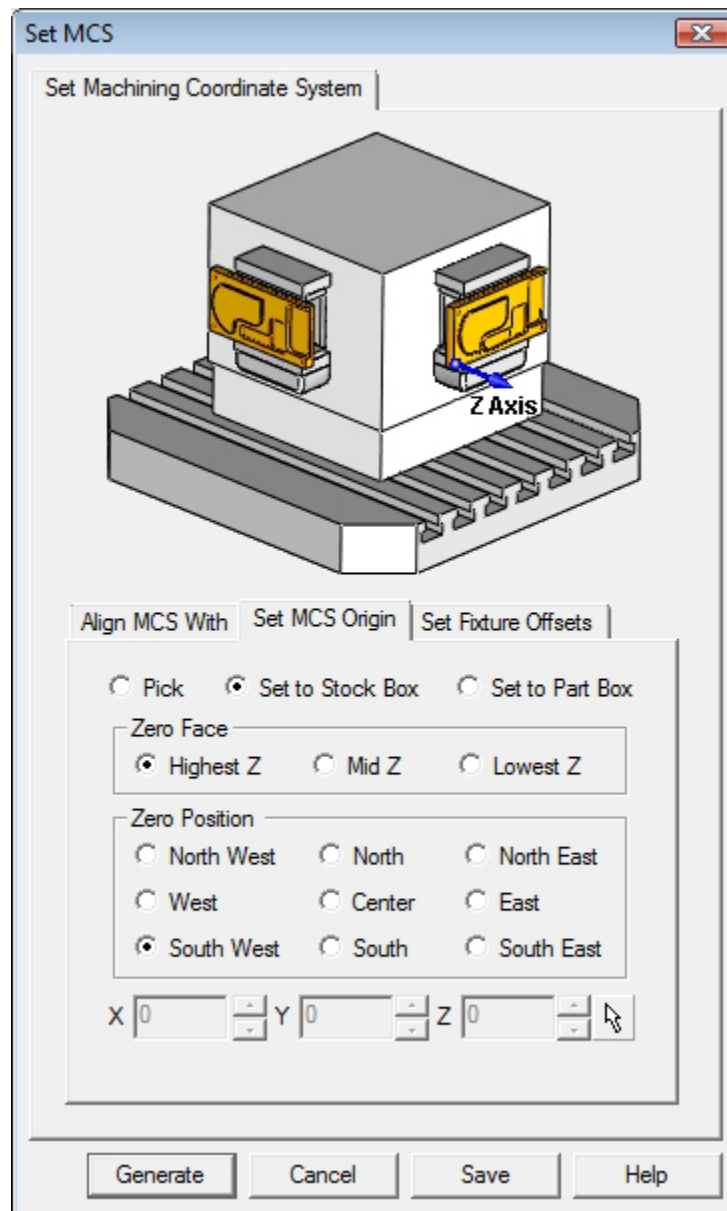 Set MCS
Set Machining Coordinate System
Z Axis
Align MCS With Set MCS Origin Set Fixture Offsets
Pick Set to Stock Box Set to Part Box
Zero Face
Highest Z Mid Z Lowest Z
Zero Position
North West North North East
West Center East
South West South South East
X 0 Y 0 Z 0
Generate Cancel Save Help